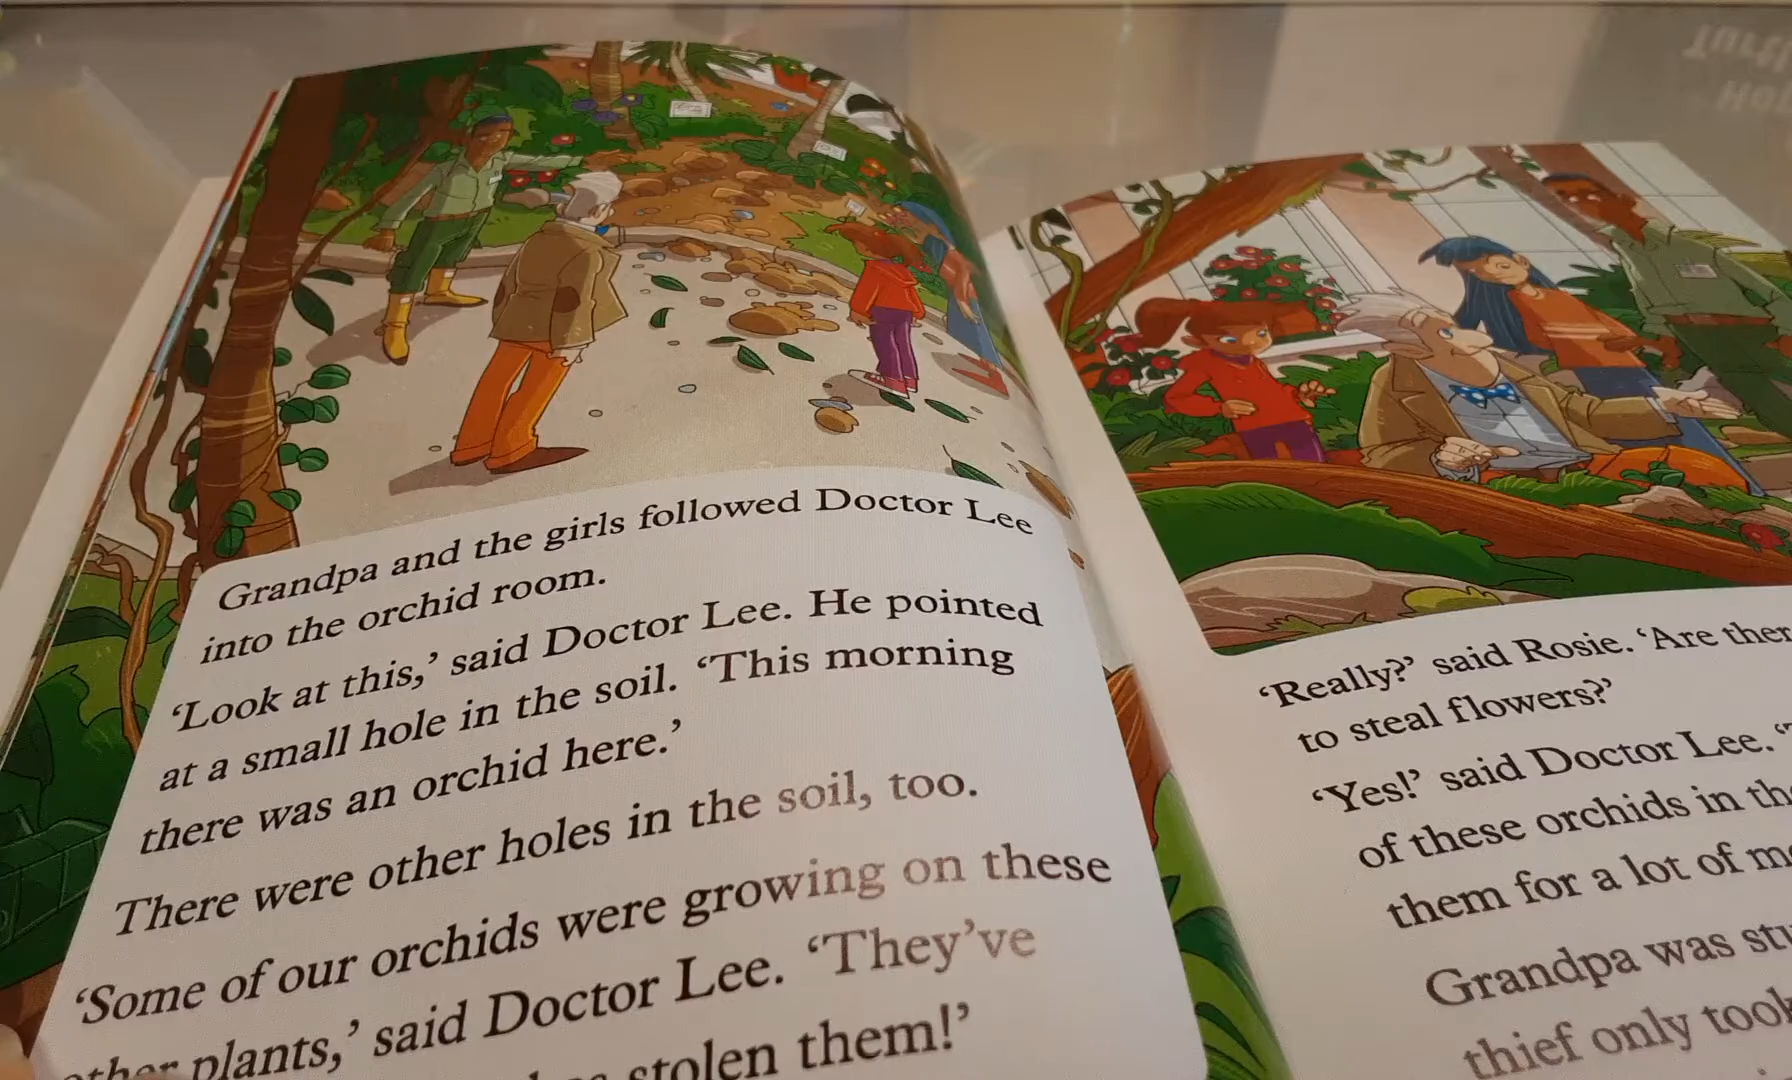 Grandpa and the girls followed Doctor Lee
into the orchid room.
‘Look at this,’ said Doctor Lee. He pointed
at a small hole in the soil. ‘This morning
there was an orchid here.’
There were other holes in the soil, too.
‘Some of our orchids were growing on these
other plants,’ said Doctor Lee. ‘They’ve
stolen them!’
‘Really?’ said Rosie. ‘Are
to steal flowers?’
‘Yes!’ said Doctor Lee.
of these orchids in
them for a lot of
Grandpa was
thief only took